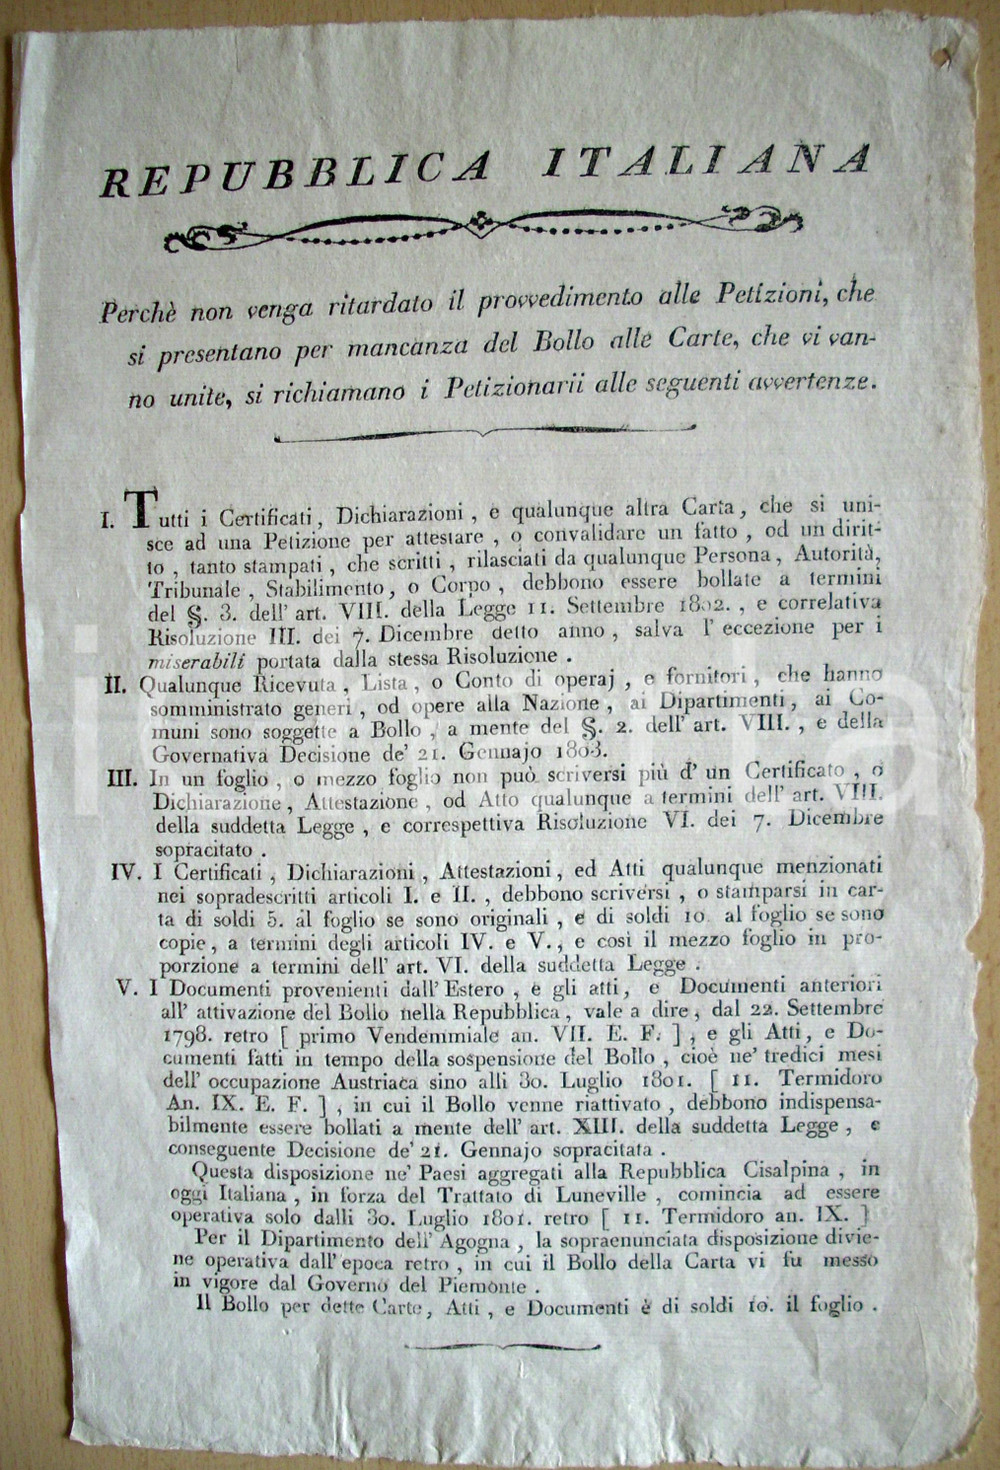 REPUBBLICA ITALIANA
Perchè non venga ritardato il provvedimento alle Petizioni, che
si presentano per mancanza del Bollo alle Carte, che vi van-
no unite, si richiamano i Petizionarii alle seguenti avvertenze.
I. Tutti i Certificati, Dichiarazioni, e qualunque altra Carta, che si uni-
sce ad una Petizione per attestare, o convalidare un fatto, od un dirit-
to, tanto stampati, che scritti, rilasciati da qualunque Persona, Autorità,
Tribunale, Stabilimento, o Corpo, debbono essere bollate a termini
del §. 3. dell' art. VIII. della Legge 11. Settembre 1802., e correlativa
Risoluzione III. dei 7. Dicembre detto anno, salva l' eccezione per i
miserabili portata dalla stessa Risoluzione.
II. Qualunque Ricevuta, Lista, o Conto di operaj, e fornitori, che hanno
somministrato generi, od opere alla Nazione, ai Dipartimenti, ai Co-
muni sono soggette a Bollo, a mente del §. 2. dell' art. VIII., e della
Governativa Decisione de' 21. Gennajo 1803.
III. In un foglio, o mezzo foglio non può scriversi più d' un Certificato, o
Dichiarazione, Attestazione, od Atto qualunque a termini dell' art. VIII.
della suddetta Legge, e correspettiva Risoluzione VI. dei 7. Dicembre
sopracitato.
IV. I Certificati, Dichiarazioni, Attestazioni, ed Atti qualunque menzionati
nei sopradescritti articoli I. e II., debbono scriversi, o stamparsi in car-
ta di soldi 5. al foglio se sono originali, e di soldi 10 al foglio se sono
copie, a termini degli articoli IV. e V., e così il mezzo foglio in pro-
porzione a termini dell' art. VI. della suddetta Legge.
V. I Documenti provenienti dall' Estero, e gli atti, e Documenti anteriori
all' attivazione del Bollo nella Repubblica, vale a dire, dal 22. Settembre
1798. retro [ primo Vendemmiale an. VII. E. F. ], e gli Atti, e Do-
cumenti fatti in tempo della sospensione del Bollo, cioè ne' tredici mesi
dell' occupazione Austriaca sino alli 30. Luglio 1801. [ 11. Termidoro
An. IX. E. F. ], in cui il Bollo venne riattivato, debbono indispensa-
bilmente essere bollati a mente dell' art. XIII. della suddetta Legge, e
conseguente Decisione de' 21. Gennajo sopracitata.
Questa disposizione ne' Paesi aggregati alla Repubblica Cisalpina, in
oggi Italiana, in forza del Trattato di Luneville, comincia ad essere
operativa solo dalli 30. Luglio 1801. retro [ 11. Termidoro an. IX. ]
Per il Dipartimento dell' Agogna, la sopraenunciata disposizione divie-
ne operativa dall' epoca retro, in cui il Bollo della Carta vi fu messo
in vigore dal Governo del Piemonte.
Il Bollo per dette Carte, Atti, e Documenti è di soldi 10. il foglio.